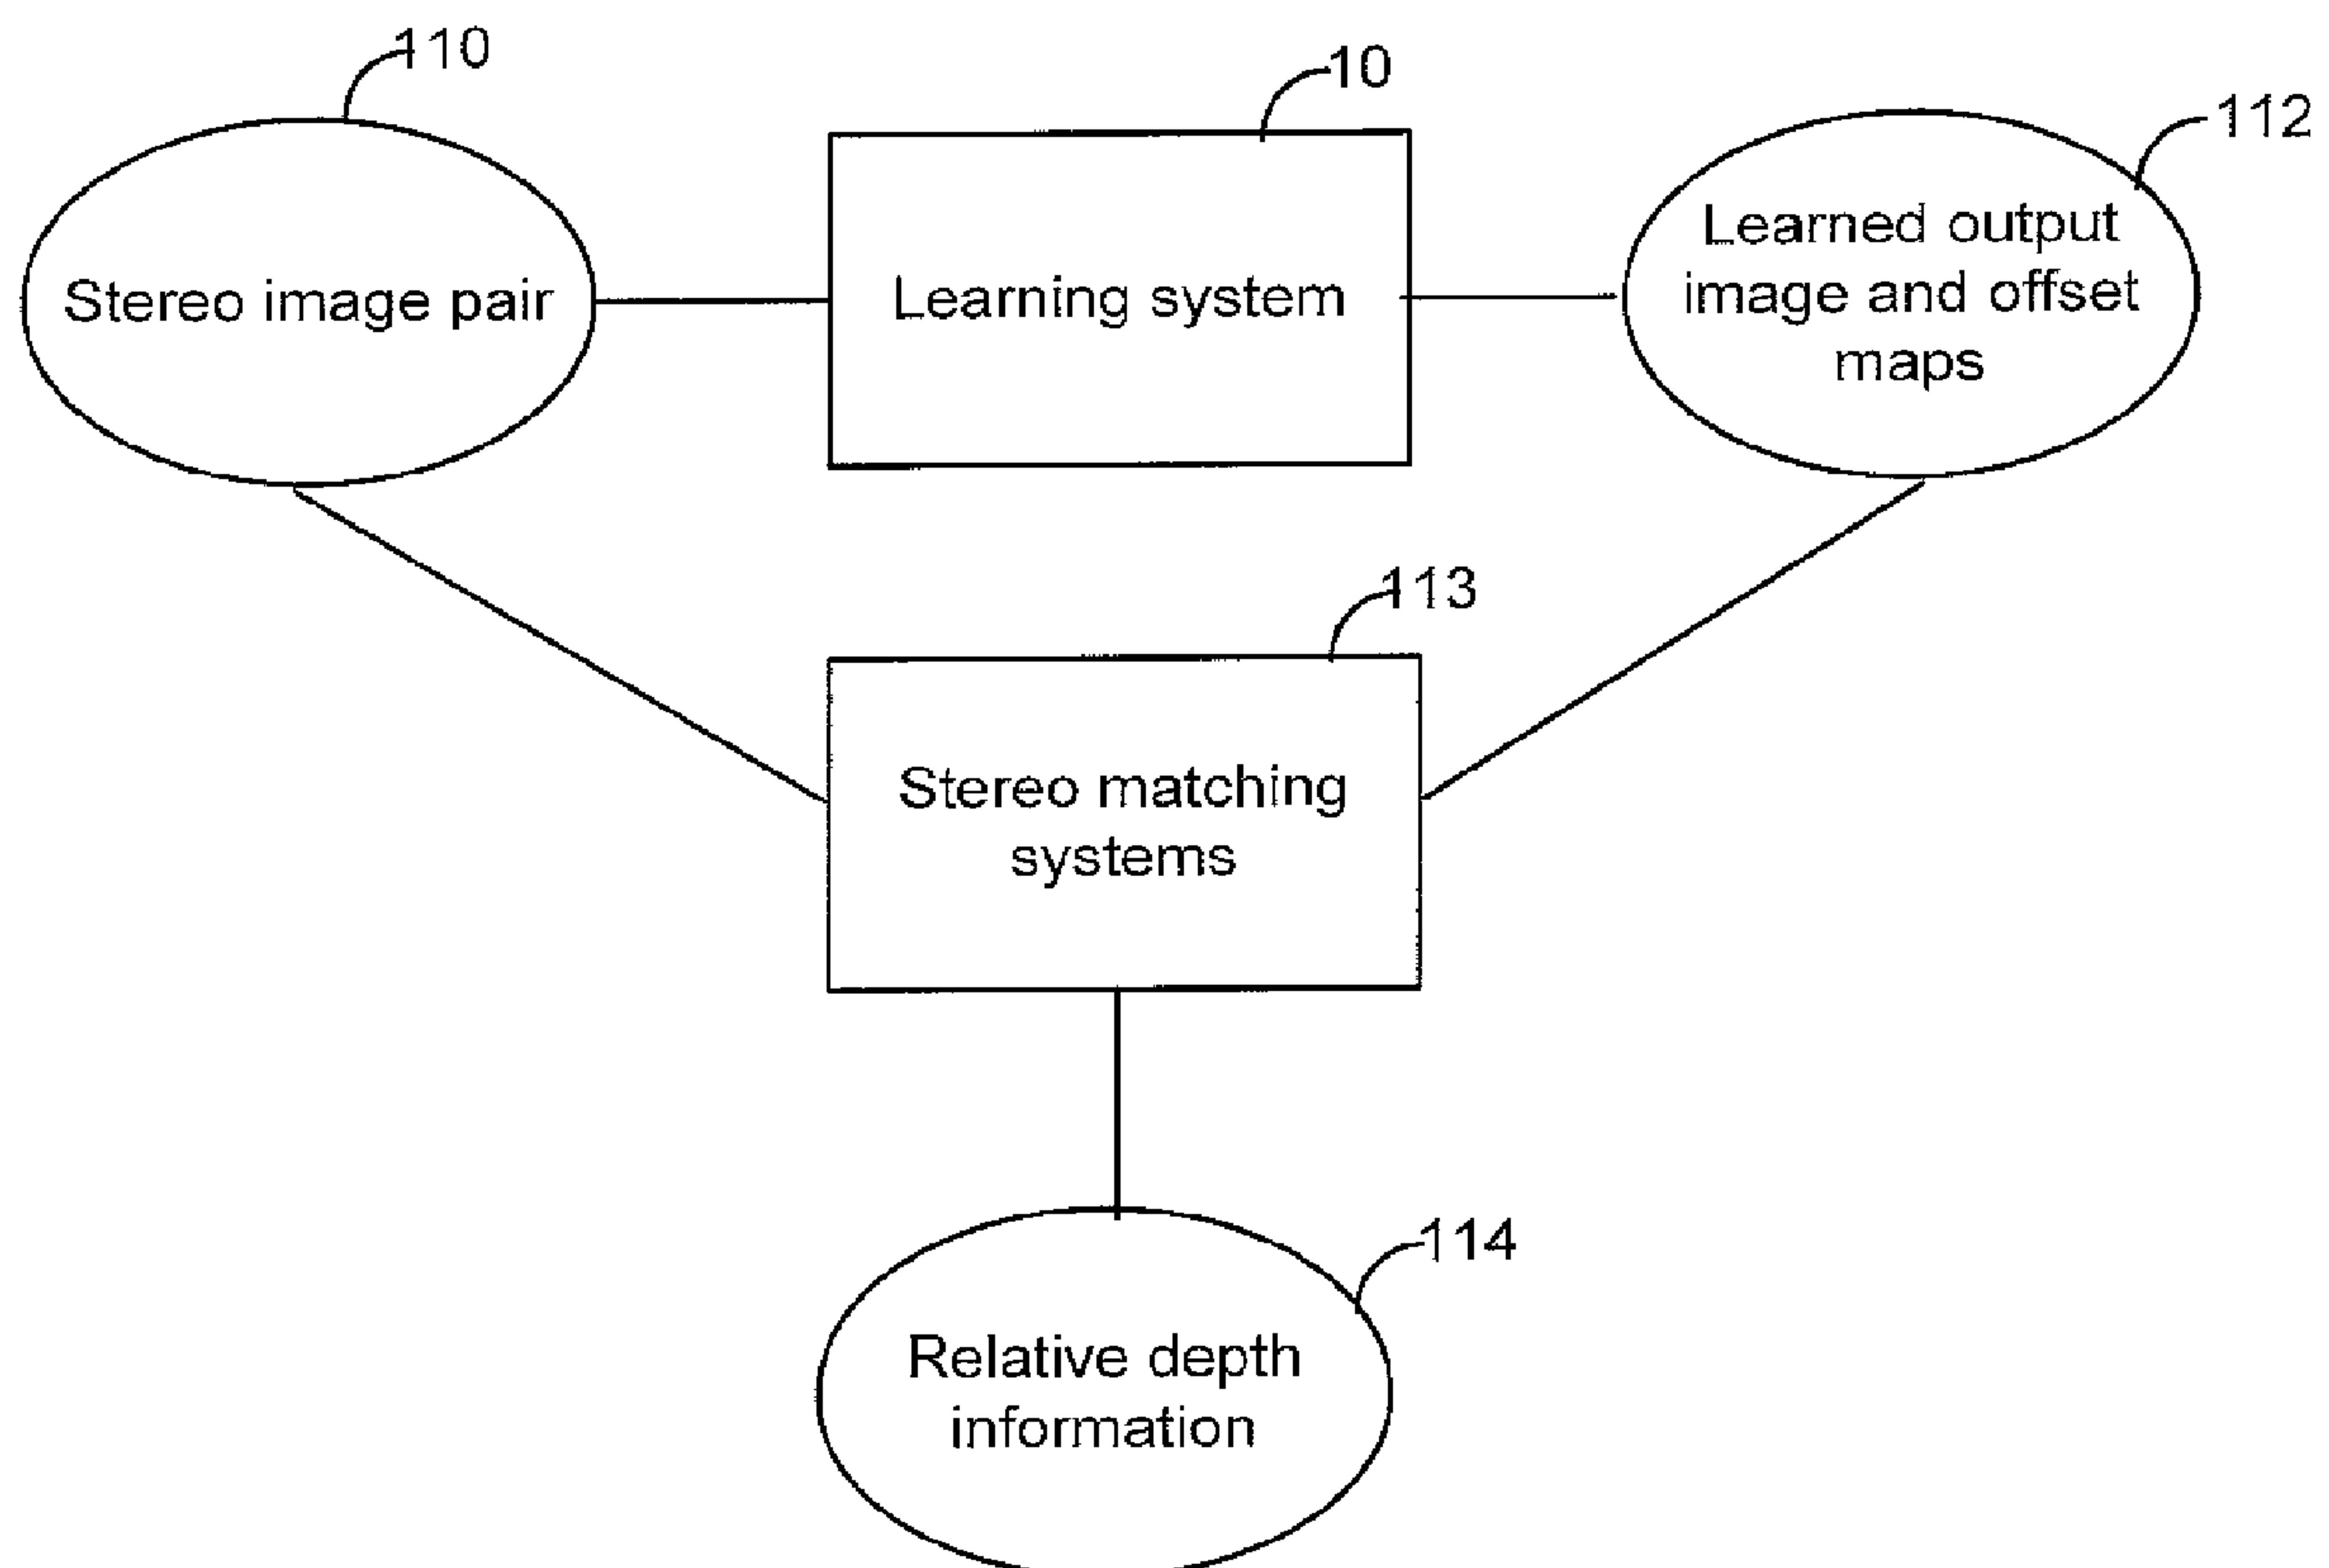 110
10
112
Stereo image pair
Learning system
Learned output
image and offset
maps
113
Stereo matching
systems
114
Relative depth
information